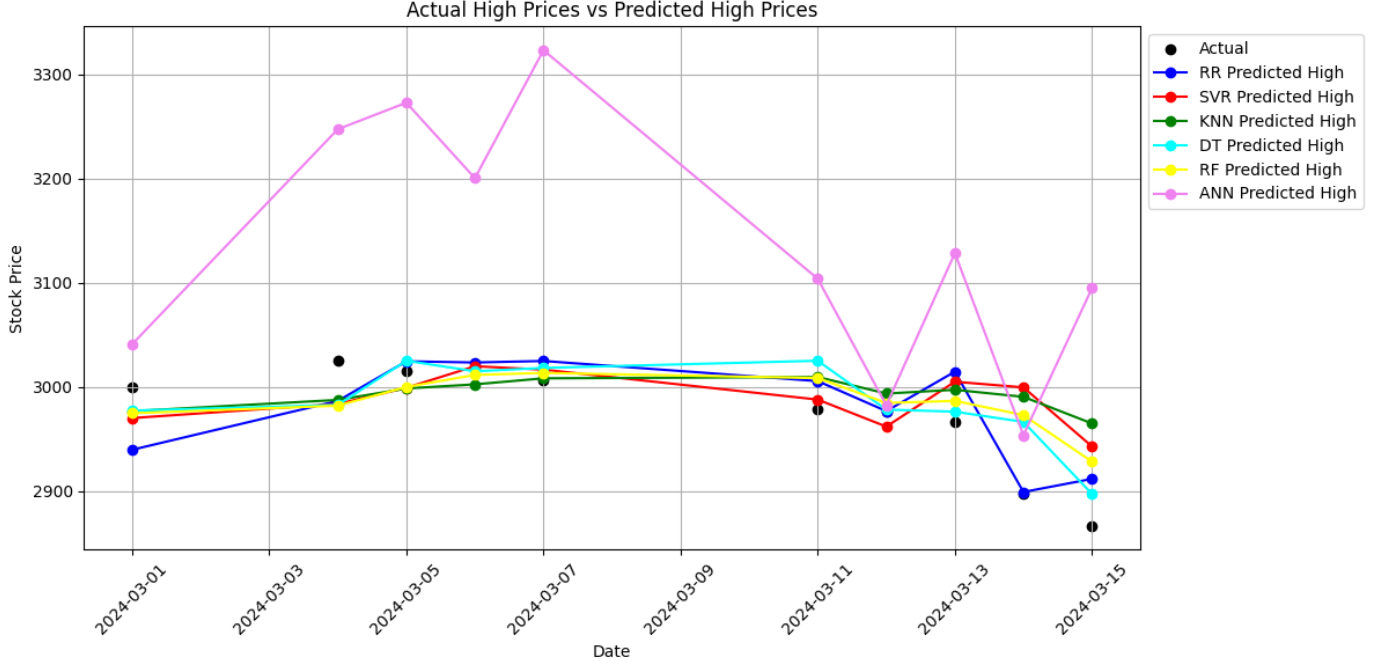 Actual High Prices vs Predicted High Prices
Stock Price
3300
3200
3100
3000
2900
2024-03-01
2024-03-03
2024-03-05
2024-03-07
2024-03-09
2024-03-11
2024-03-13
2024-03-15
Date
Actual
RR Predicted High
SVR Predicted High
KNN Predicted High
DT Predicted High
RF Predicted High
ANN Predicted High